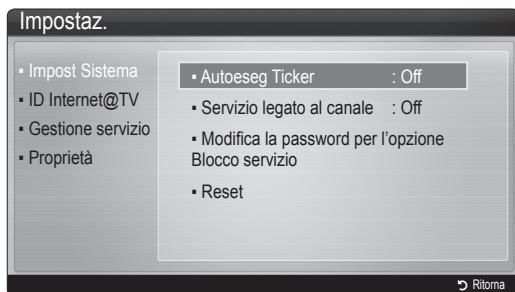 Impostaz.
▪ Impost Sistema
▪ ID Internet@TV
▪ Gestione servizio
▪ Proprietà
▪ Autoeseg Ticker : Off
▪ Servizio legato al canale : Off
▪ Modifica la password per l'opzione
Blocco servizio
▪ Reset
Ritorna